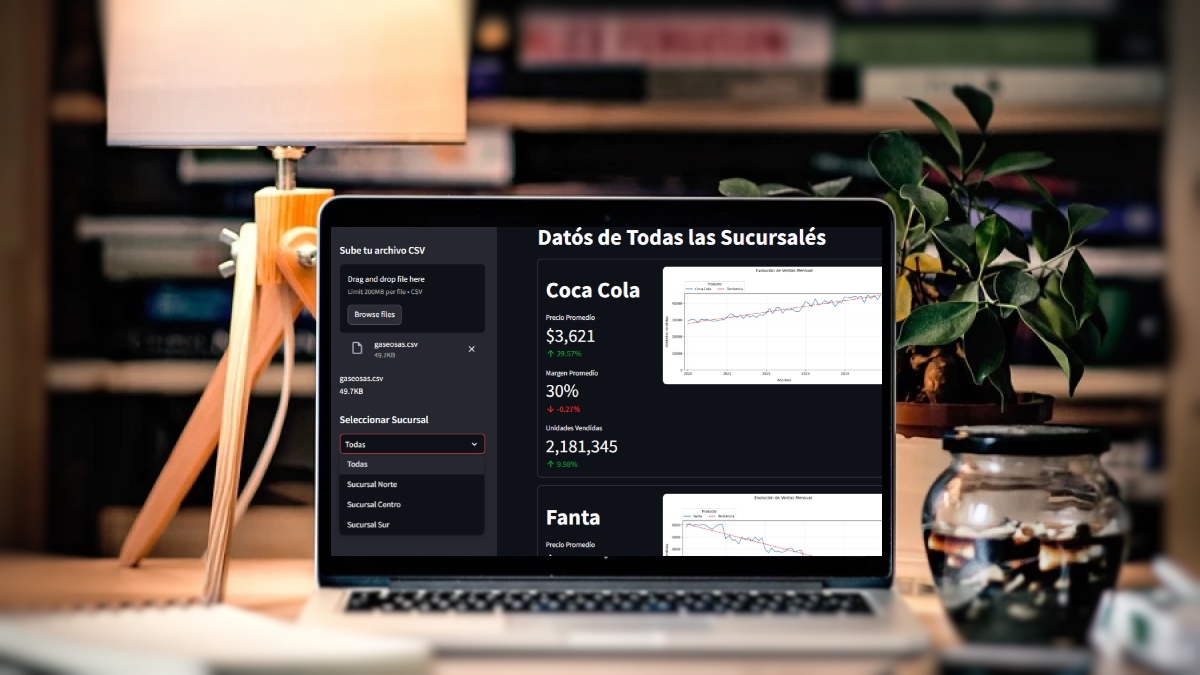 Sube tu archivo CSV
Drag and drop file here
Limit 200MB per file • CSV
Browse files
gaseosas.csv
49.7KB
gaseosas.csv
49.7KB
Seleccionar Sucursal
Todas
Todas
Sucursal Norte
Sucursal Centro
Sucursal Sur
Datós de Todas las Sucursalés
Coca Cola
Precio Promedio
$3,621
29.57%
Margen Promedio
30%
-0.27%
Unidades Vendidas
2,181,345
9.98%
Evolución de Ventas Mensual
Producto
Coca Cola
Tendencia
Unidades Vendidas
Año-Mes
Fanta
Precio Promedio
Evolución de Ventas Mensual
Producto
Fanta
Tendencia